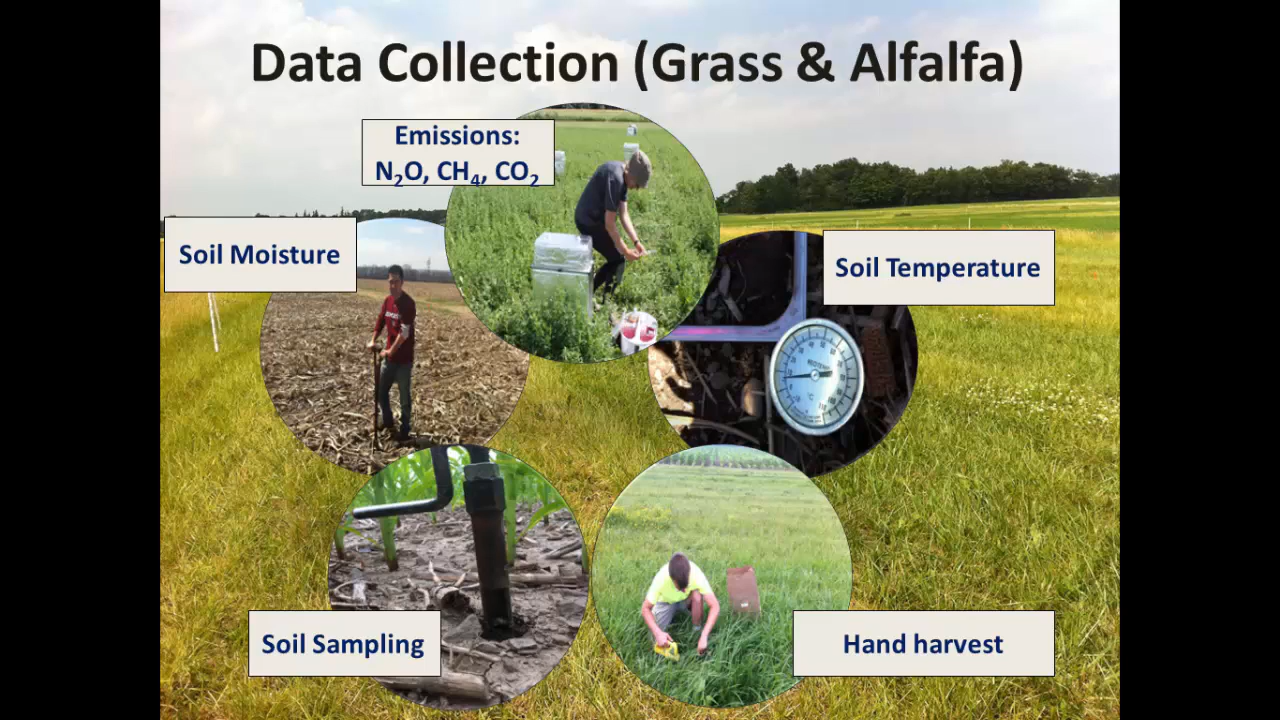 Data Collection (Grass & Alfalfa)
Emissions:
N₂O, CH₄, CO₂
Soil Moisture
Soil Temperature
°C
Soil Sampling
Hand harvest